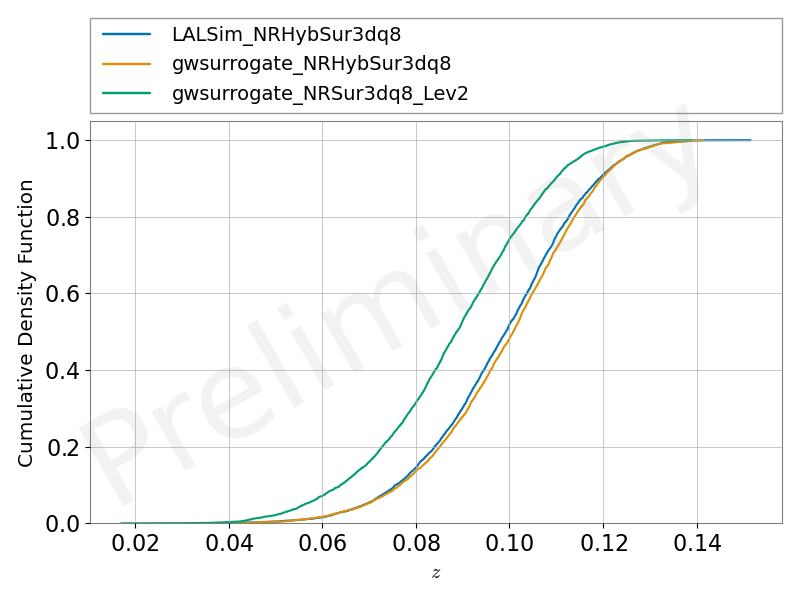 LALSim_NRHybSur3dq8
gwsurrogate_NRHybSur3dq8
gwsurrogate_NRSur3dq8_Lev2
Preliminary
Cumulative Density Function
1.0
0.8
0.6
0.4
0.2
0.0
0.02 0.04 0.06 0.08 0.10 0.12 0.14
z